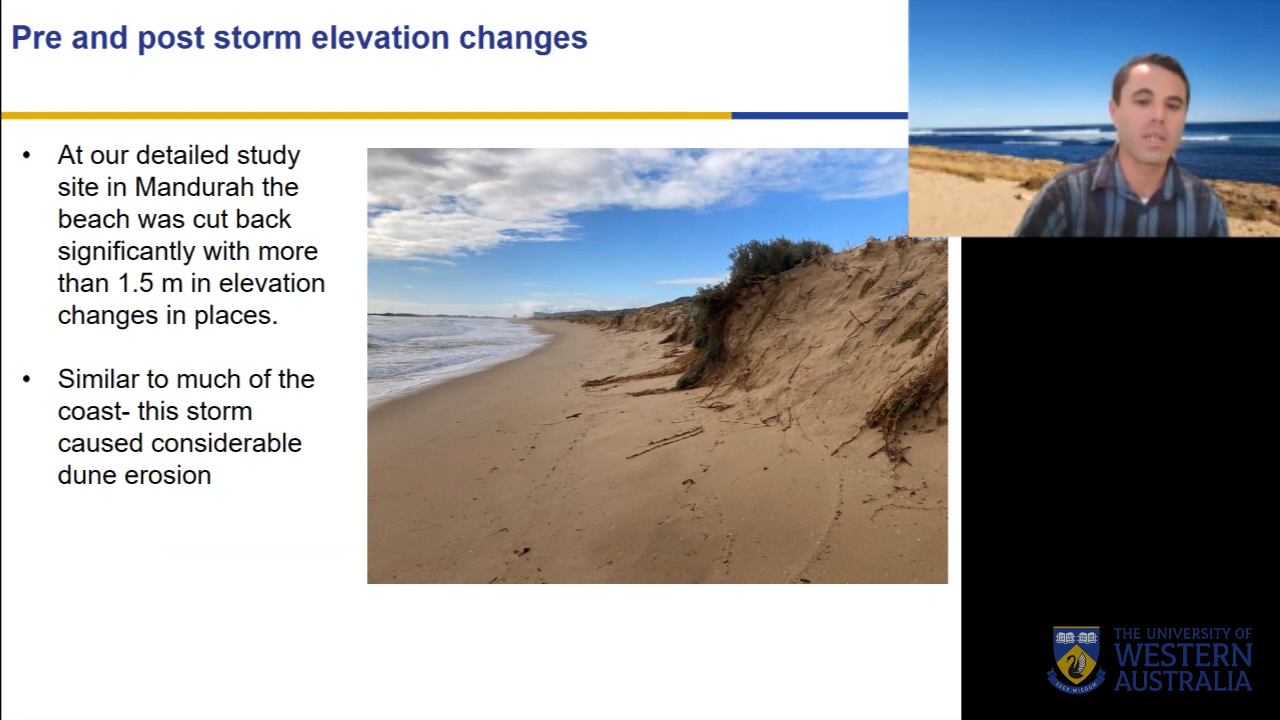 Pre and post storm elevation changes
• At our detailed study
site in Mandurah the
beach was cut back
significantly with more
than 1.5 m in elevation
changes in places.
• Similar to much of the
coast- this storm
caused considerable
dune erosion
THE UNIVERSITY OF
WESTERN
AUSTRALIA
SEEK WISDOM